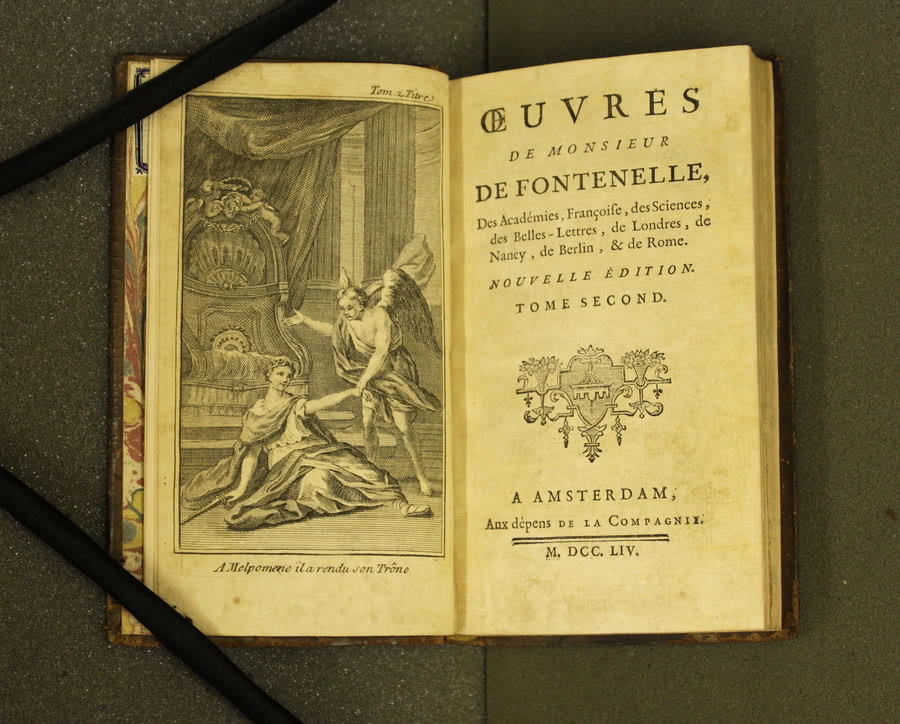 Tom. 2 Titre
A Melpomene il a rendu son Trône
ŒUVRES
DE MONSIEUR
DE FONTENELLE,
Des Académies, Françoiſe, des Sciences,
des Belles-Lettres, de Londres, de
Nancy, de Berlin, & de Rome.
NOUVELLE ÉDITION.
TOME SECOND.
A AMSTERDAM,
Aux dépens DE LA COMPAGNIE.
M. DCC. LIV.